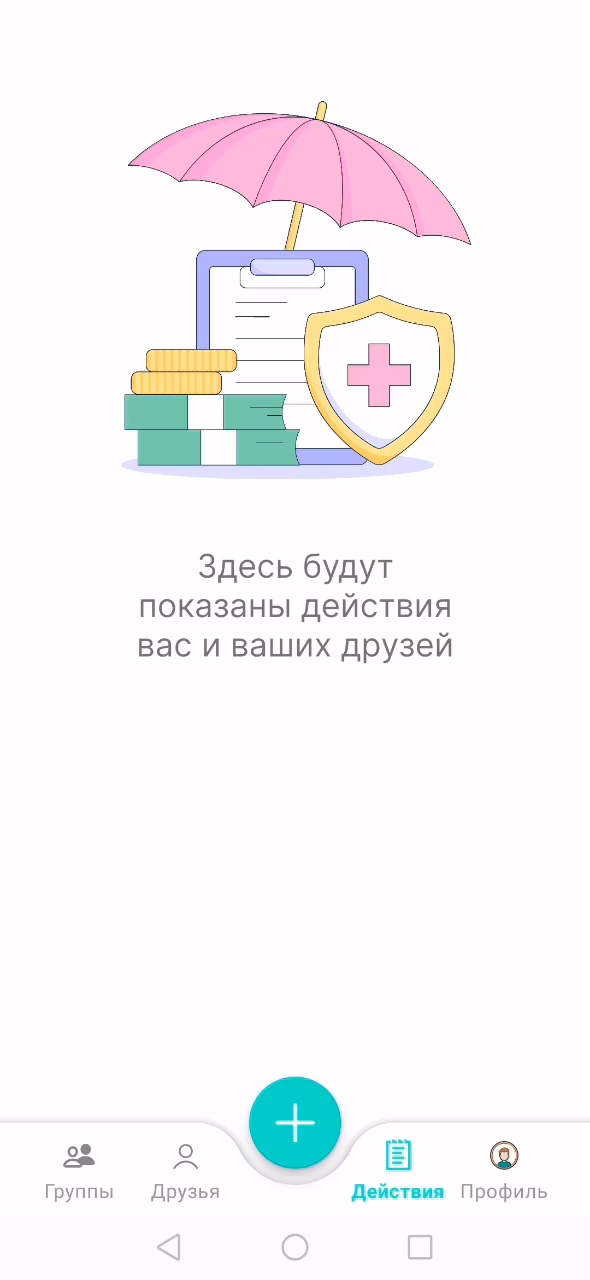 Здесь будут
показаны действия
вас и ваших друзей
Группы
Друзья
Действия
Профиль